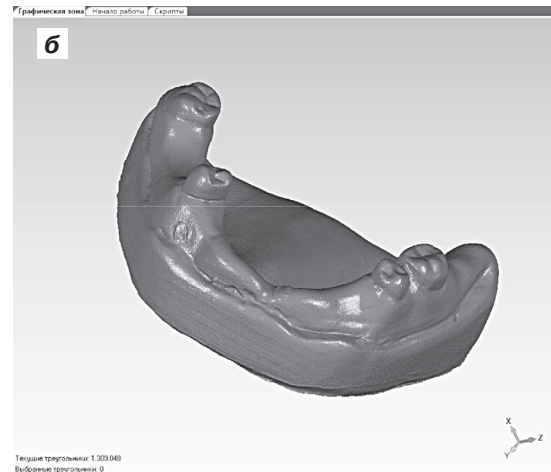 Графическая зона Начало работы Скрипты
б
X
Z
Y
Текущие треугольники: 1.309.048
Выбранные треугольники: 0